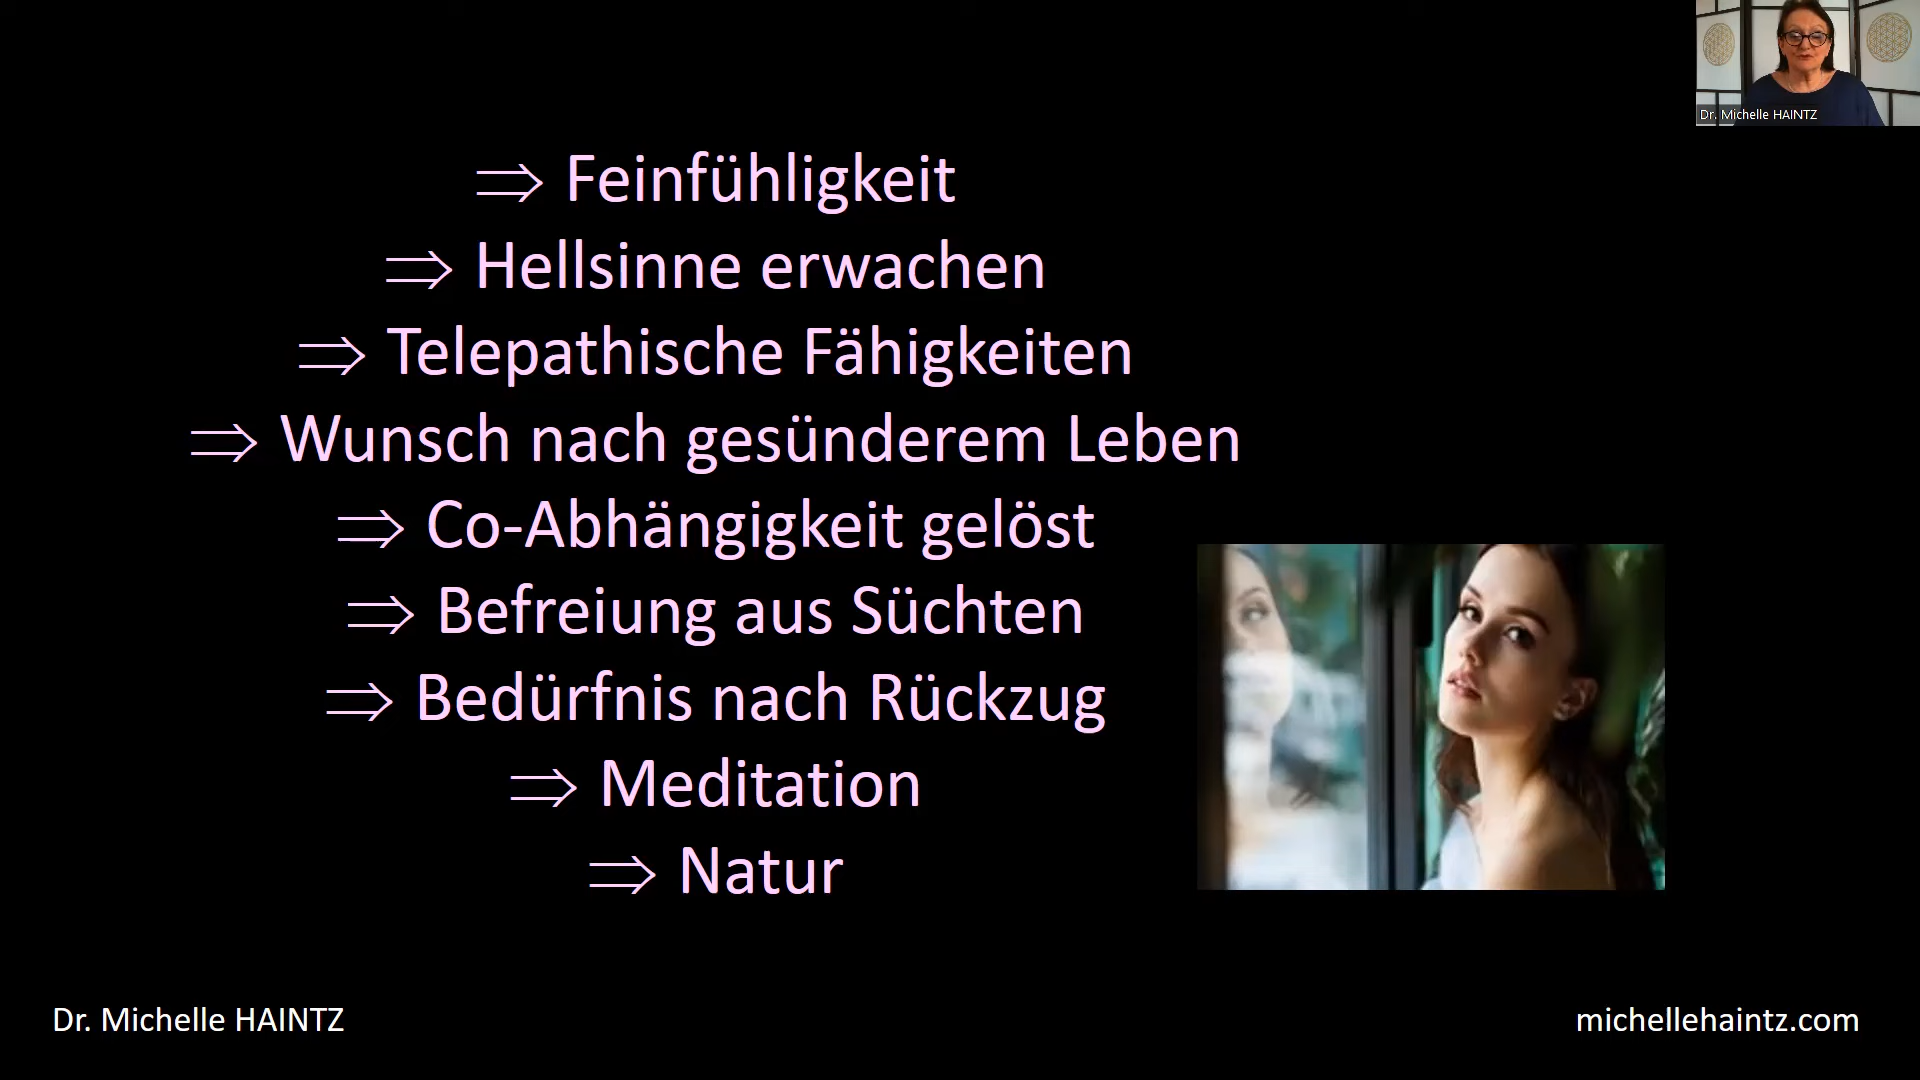 Dr. Michelle HAINTZ
⇒ Feinfühligkeit
⇒ Hellsinne erwachen
⇒ Telepathische Fähigkeiten
⇒ Wunsch nach gesünderem Leben
⇒ Co-Abhängigkeit gelöst
⇒ Befreiung aus Süchten
⇒ Bedürfnis nach Rückzug
⇒ Meditation
⇒ Natur
Dr. Michelle HAINTZ
michellehaintz.com